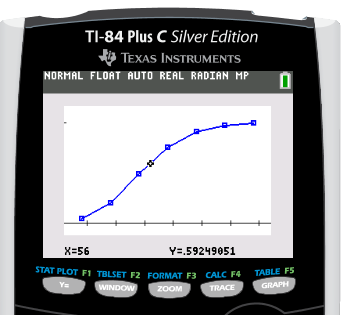 TI-84 Plus C Silver Edition
TEXAS INSTRUMENTS
NORMAL FLOAT AUTO REAL RADIAN MP
X=56 Y=.59249051
STAT PLOT F1 TBLSET F2 FORMAT F3 CALC F4 TABLE F5
Y= WINDOW ZOOM TRACE GRAPH